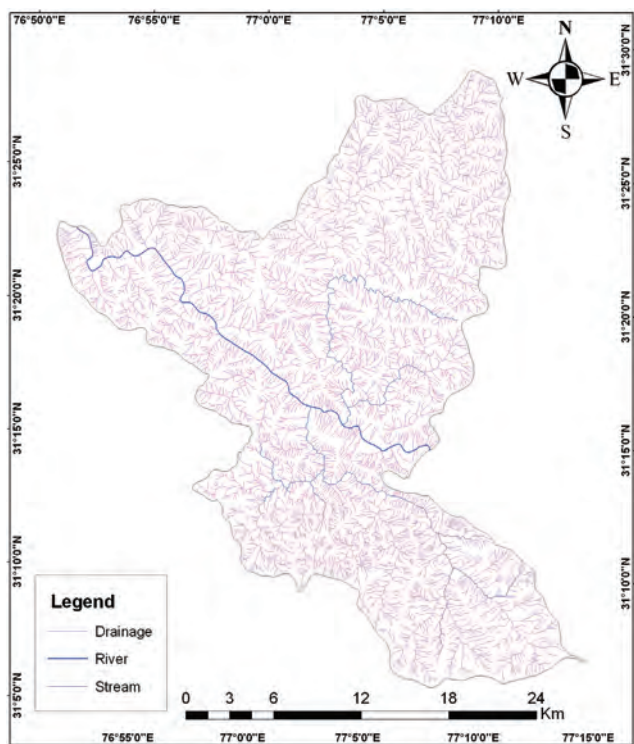 76°50'0"E 76°55'0"E 77°0'0"E 77°5'0"E 77°10'0"E
N
W E
S
31°30'0"N
31°25'0"N
31°25'0"N
31°20'0"N
31°20'0"N
31°15'0"N
31°15'0"N
31°10'0"N
31°10'0"N
31°5'0"N
Legend
Drainage
River
Stream
0 3 6 12 18 24
Km
76°55'0"E 77°0'0"E 77°5'0"E 77°10'0"E 77°15'0"E